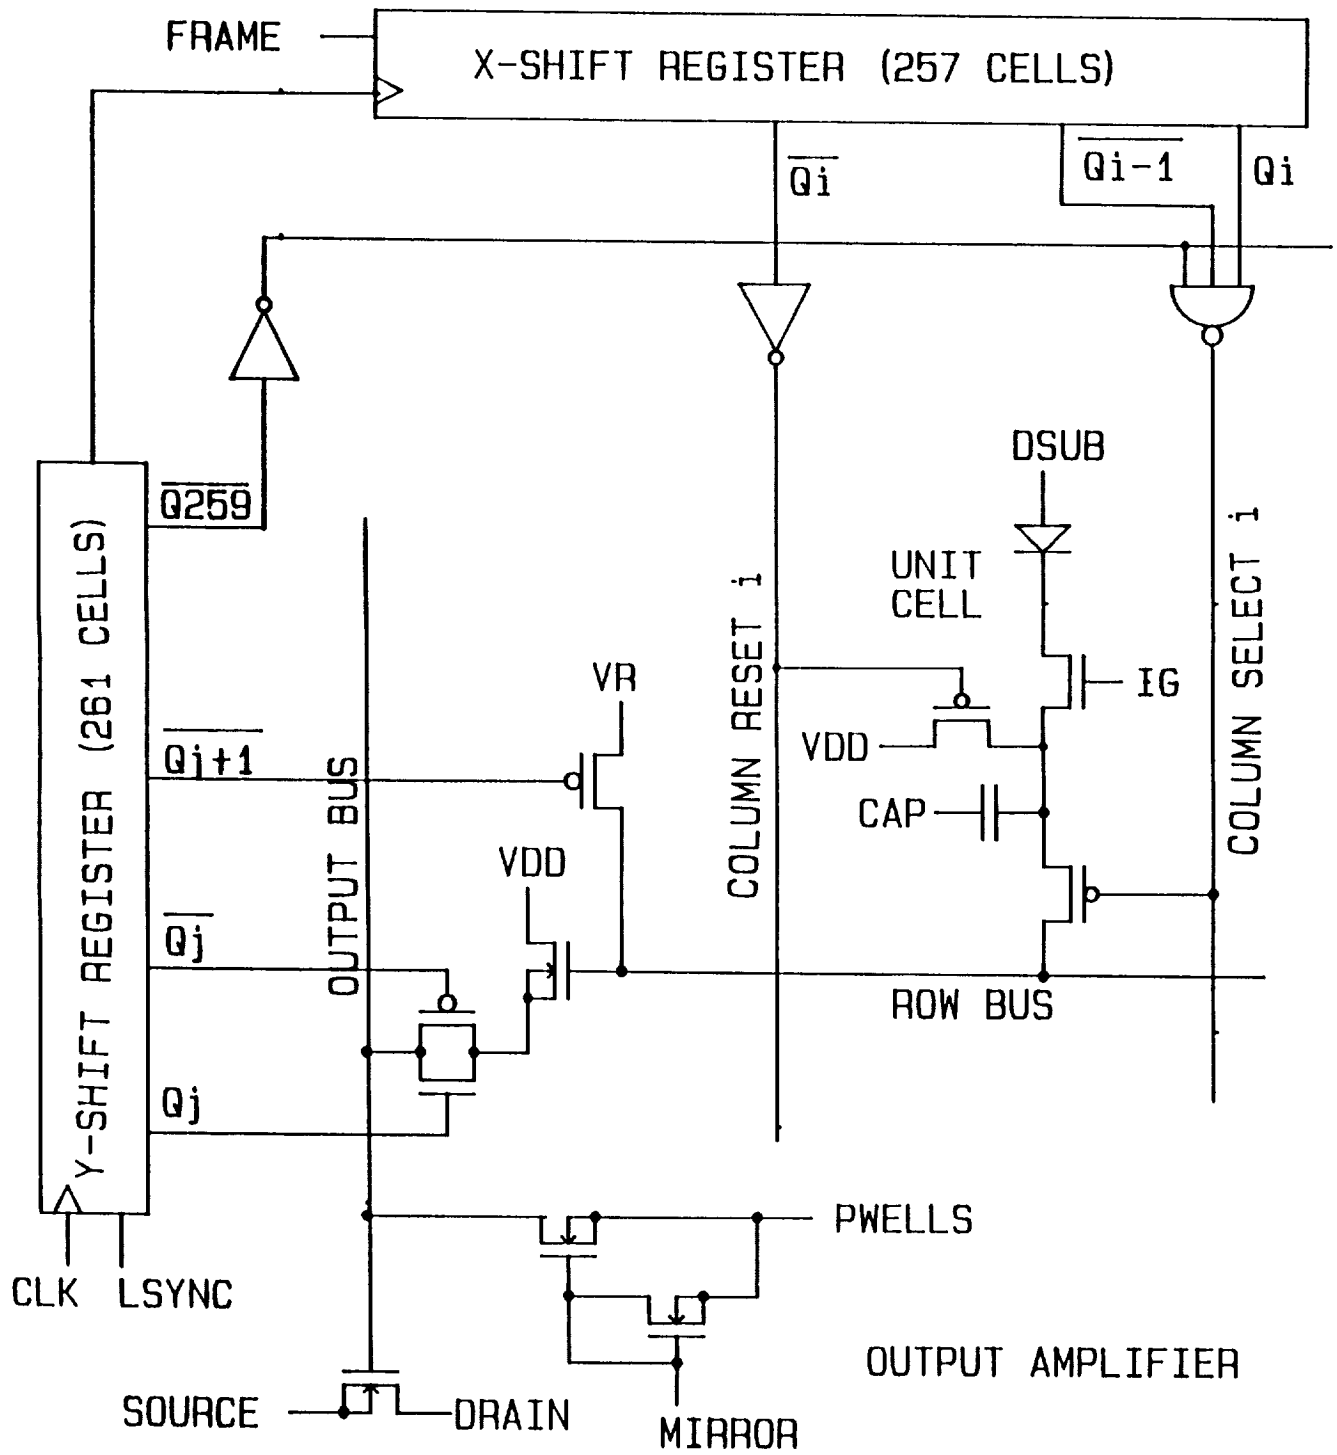 FRAME
X-SHIFT REGISTER (257 CELLS)
Qi
Qi-1
Qi
Q259
DSUB
UNIT
CELL
COLUMN SELECT i
COLUMN RESET i
IG
VR
VDD
Qj+1
CAP
VDD
Y-SHIFT REGISTER (261 CELLS)
OUTPUT BUS
Qj
ROW BUS
Qj
PWELLS
CLK
LSYNC
OUTPUT AMPLIFIER
SOURCE
DRAIN
MIRROR